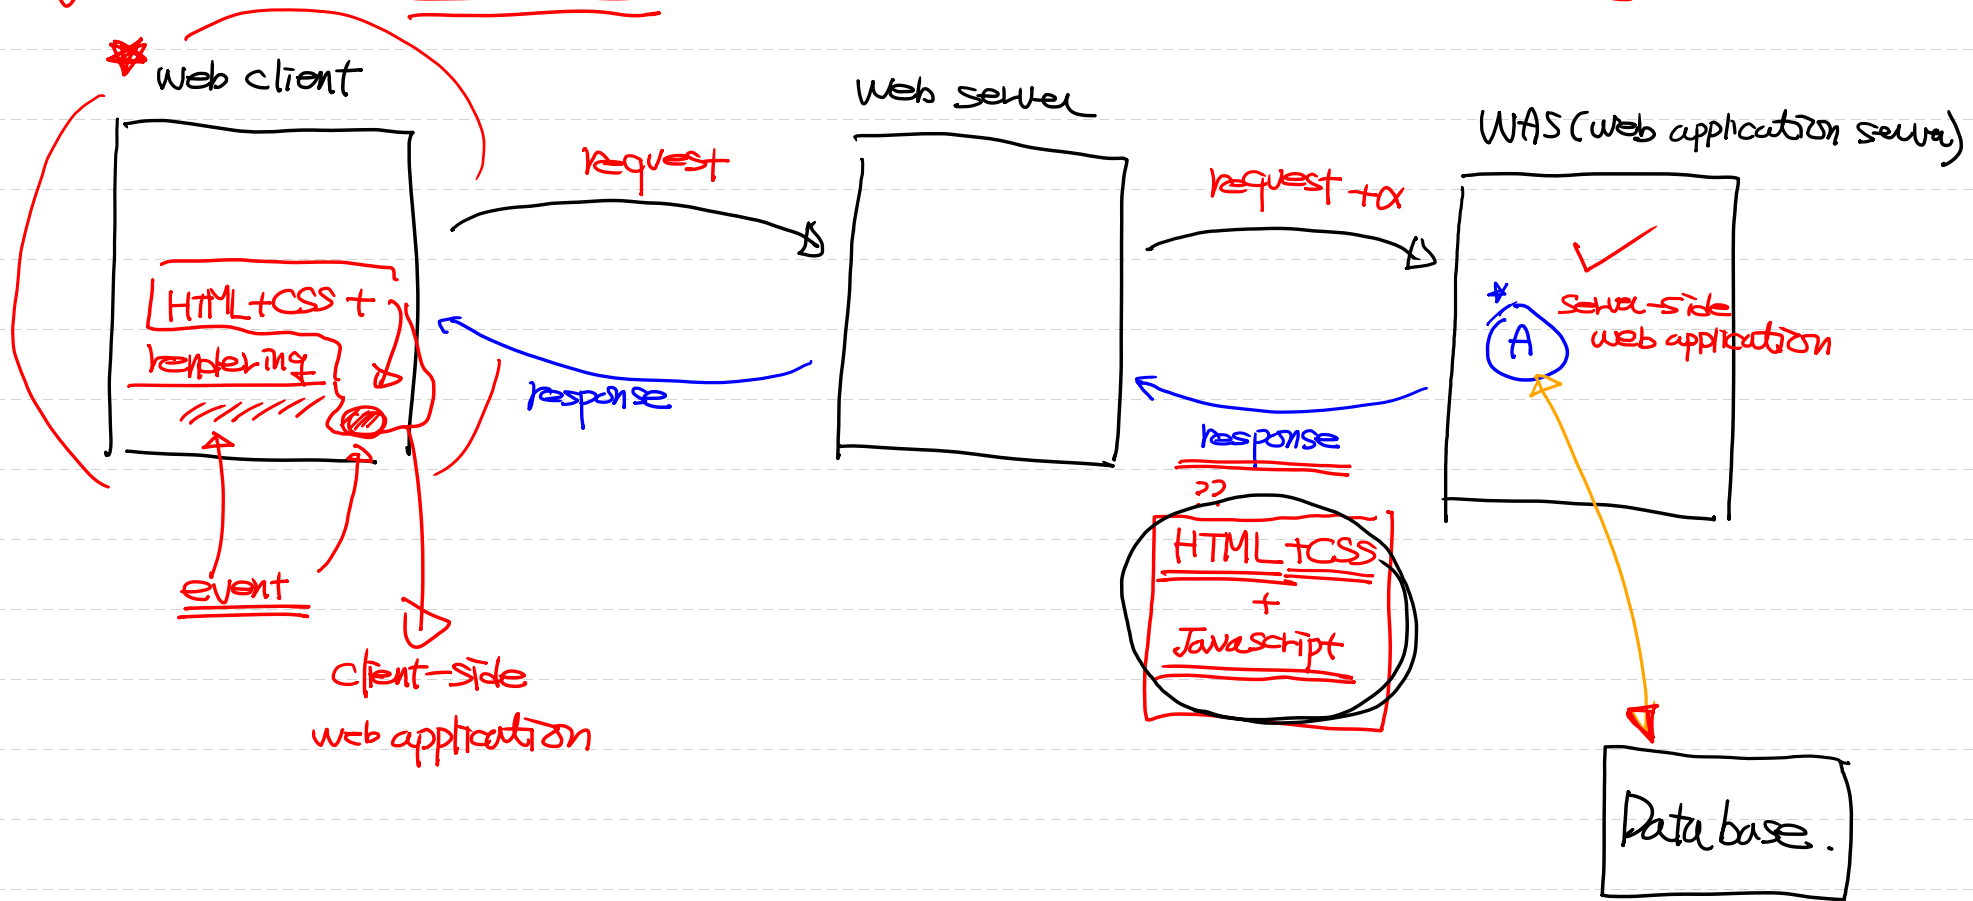 web client
web server
WAS (web application server)
request
request +α
HTML+CSS +
rendering
response
server-side
web application
A
response
HTML+CSS
+
Javascript
event
client-side
web application
Database.